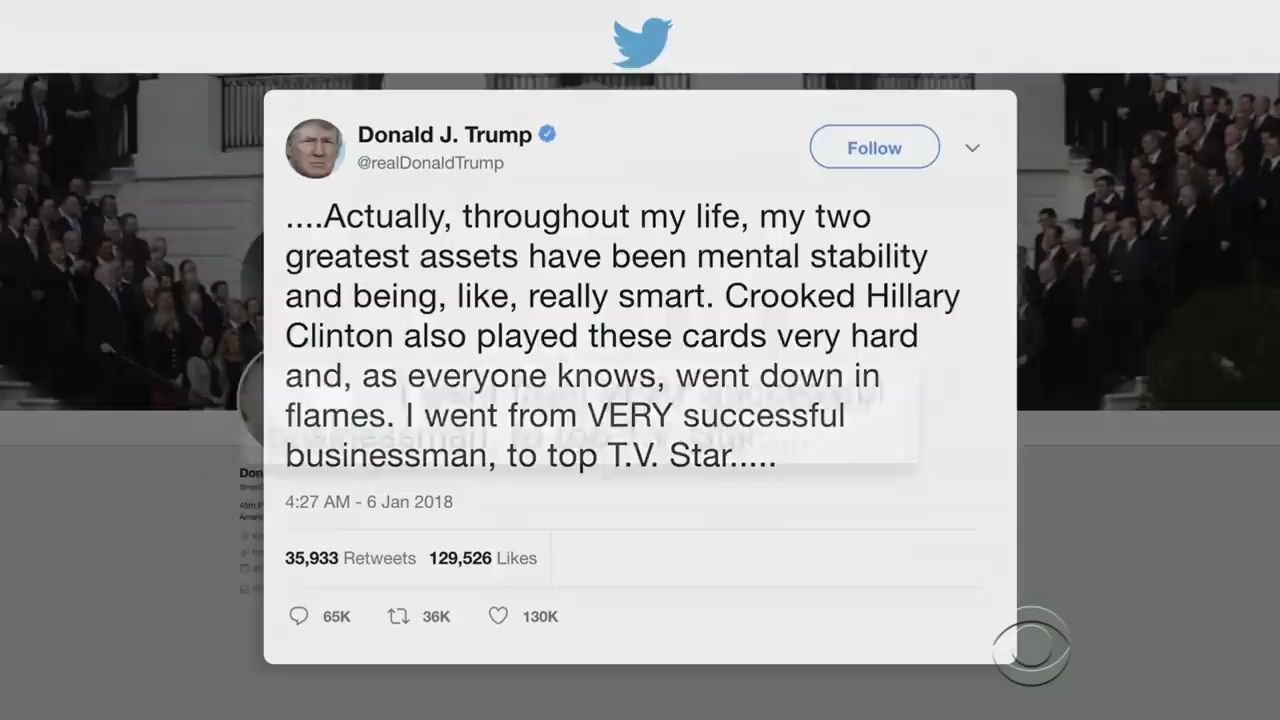 Donald J. Trump
@realDonaldTrump
Follow
....Actually, throughout my life, my two
greatest assets have been mental stability
and being, like, really smart. Crooked Hillary
Clinton also played these cards very hard
and, as everyone knows, went down in
flames. I went from VERY successful
businessman, to top T.V. Star.....
4:27 AM - 6 Jan 2018
35,933 Retweets 129,526 Likes
65K 36K 130K
Don
45th P
Ameri